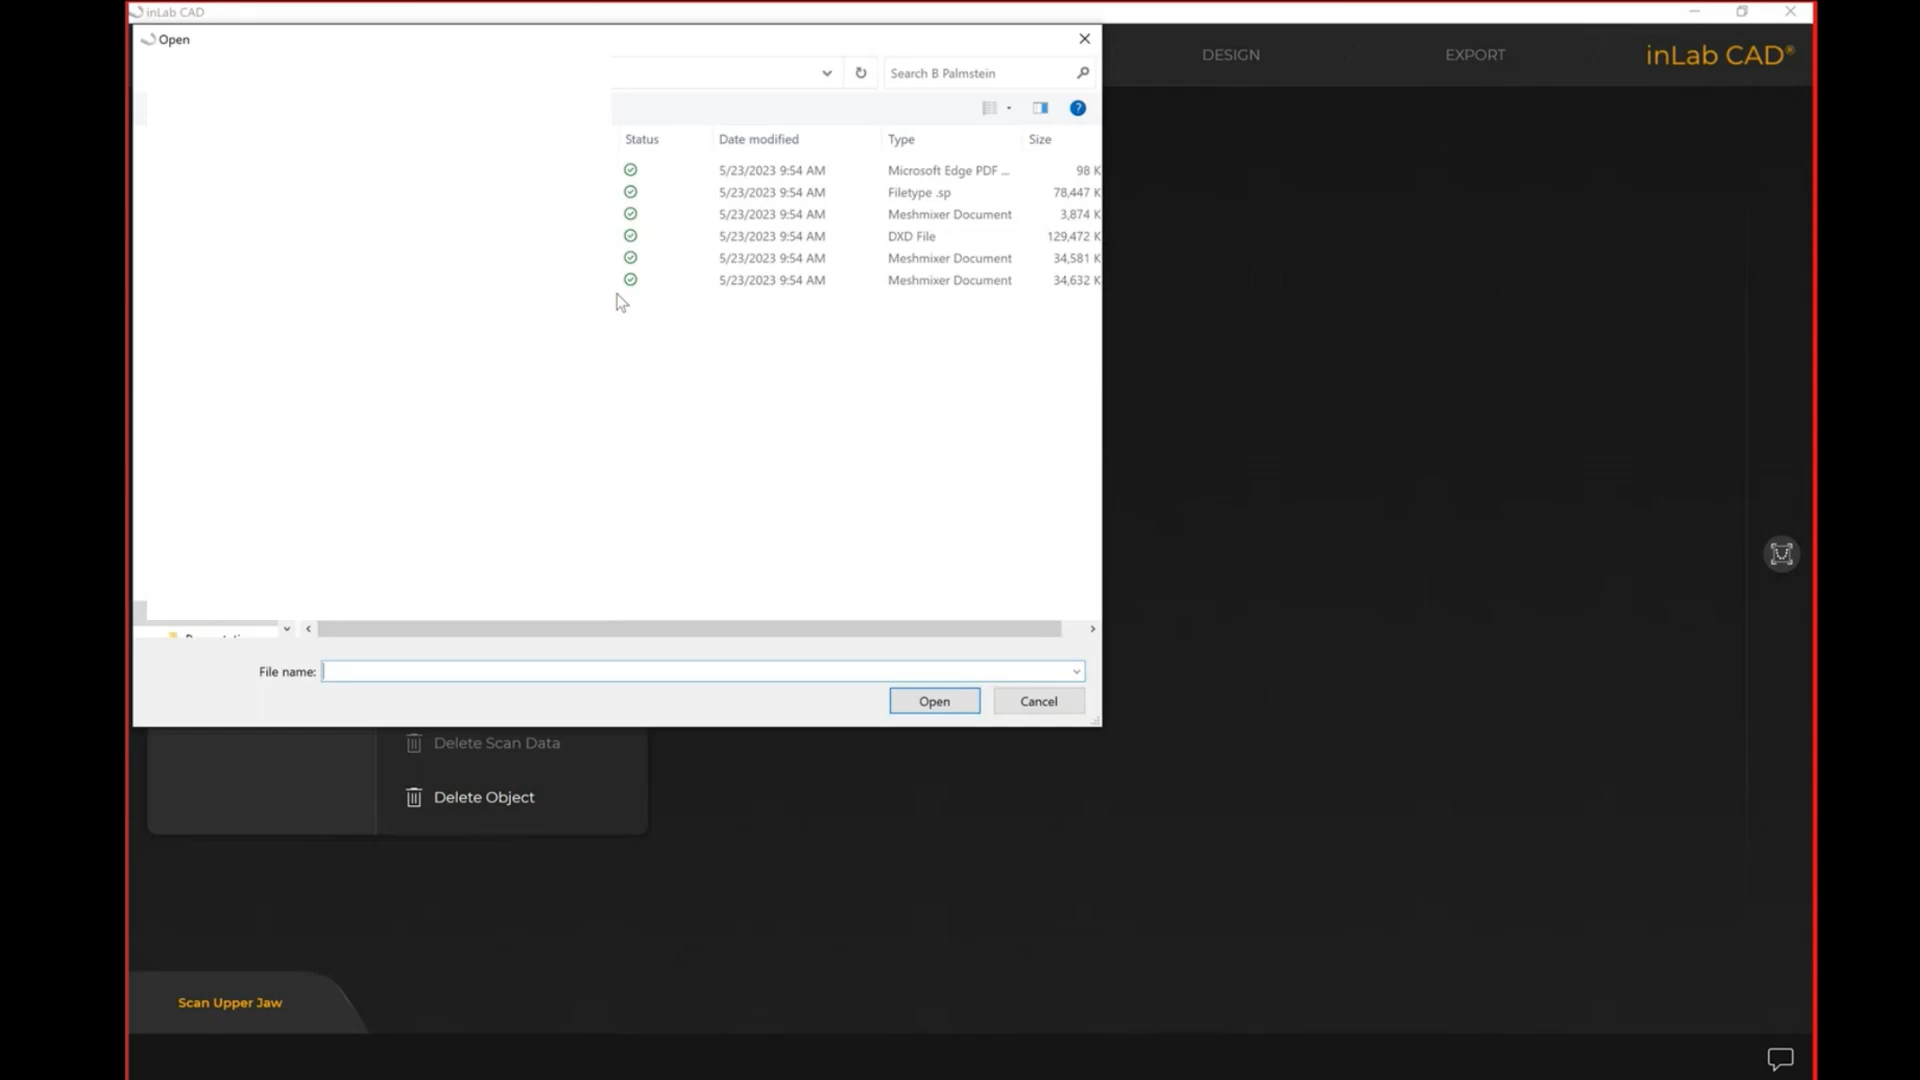 inLab CAD
Open
DESIGN
EXPORT
inLab CAD®
Search B Palmstein
Status Date modified Type Size
5/23/2023 9:54 AM Microsoft Edge PDF ... 98 K
5/23/2023 9:54 AM Filetype .sp 78,447 K
5/23/2023 9:54 AM Meshmixer Document 3,874 K
5/23/2023 9:54 AM DXD File 129,472 K
5/23/2023 9:54 AM Meshmixer Document 34,581 K
5/23/2023 9:54 AM Meshmixer Document 34,632 K
File name:
Open Cancel
Delete Scan Data
Delete Object
Scan Upper Jaw